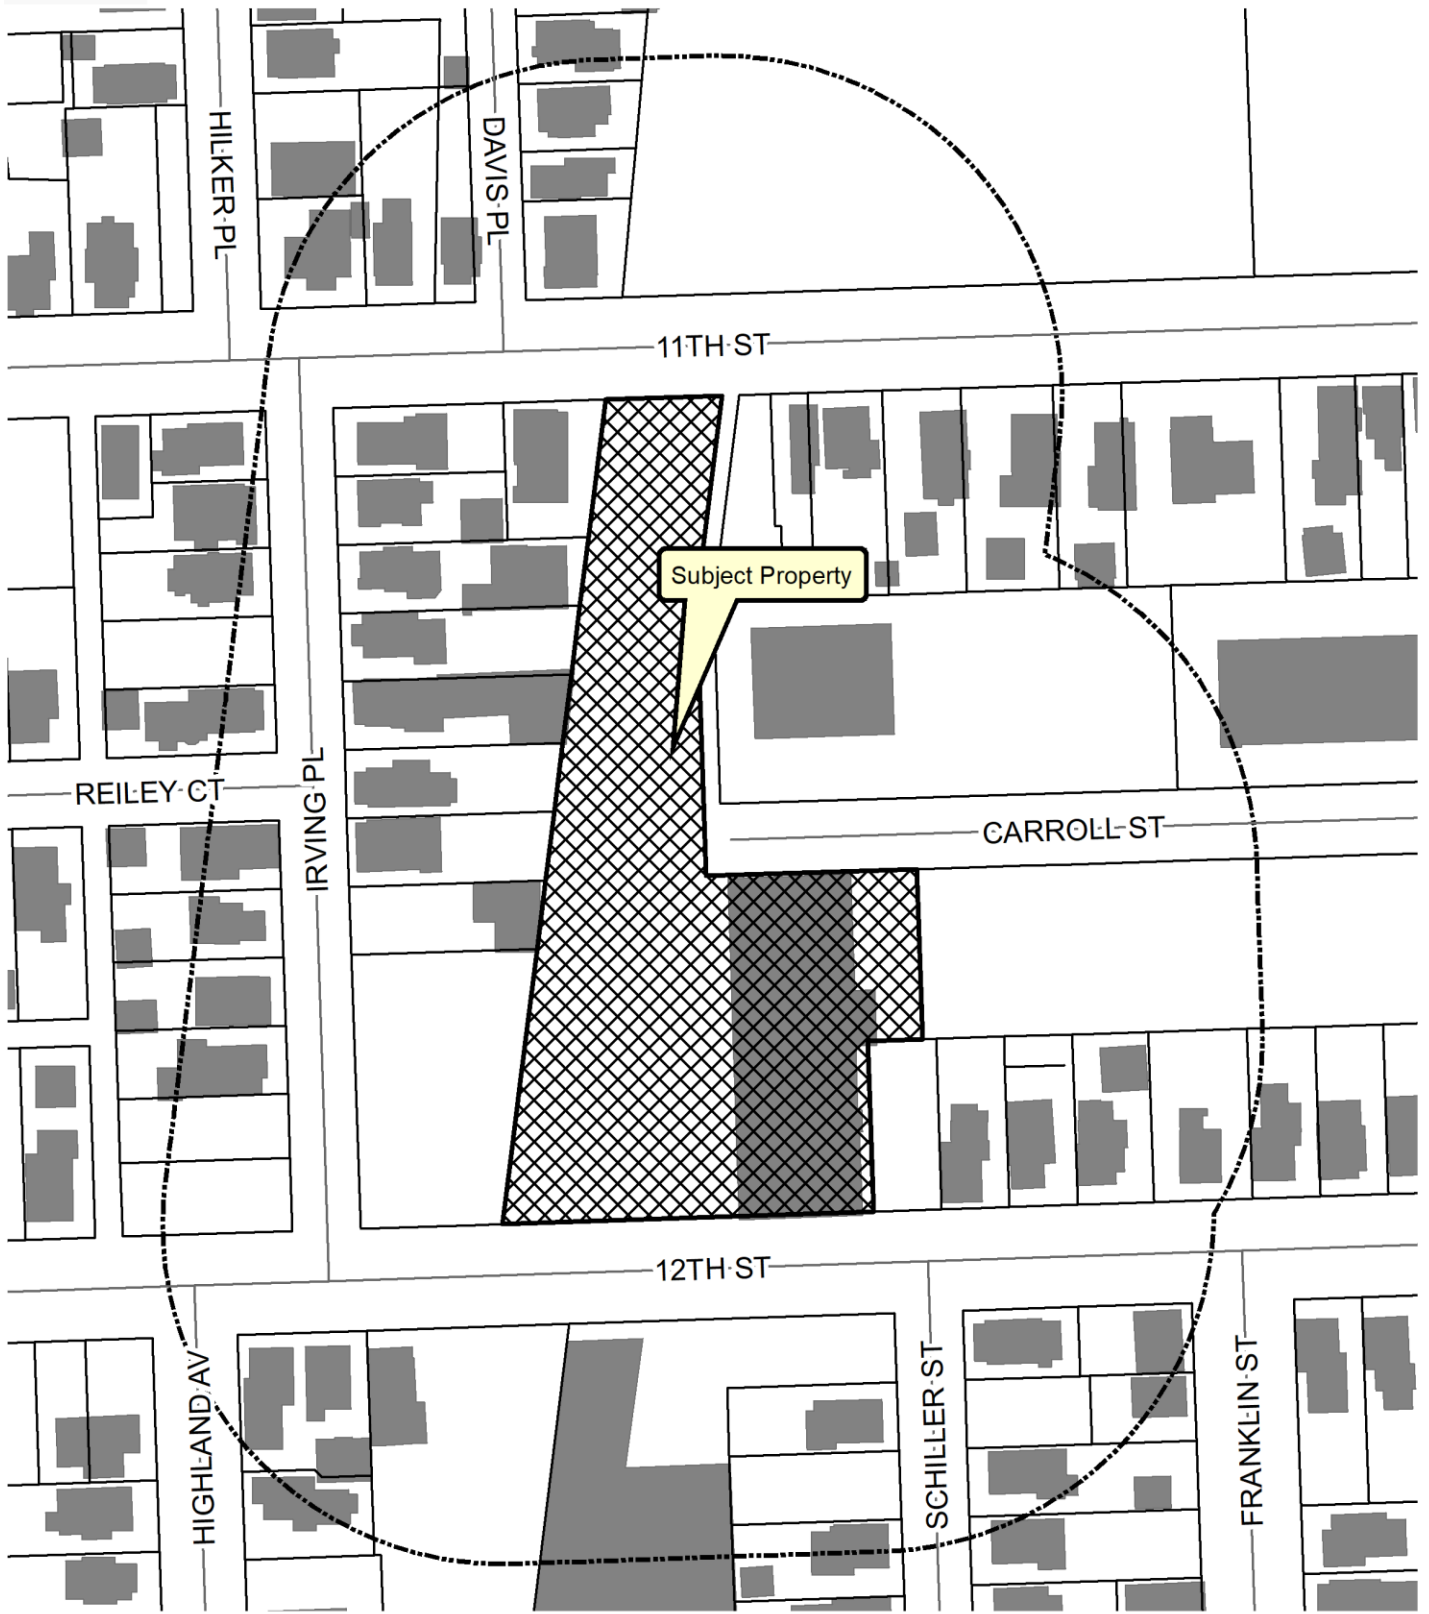 HILKER PL
DAVIS PL
11TH ST
Subject Property
REILEY CT
IRVING PL
CARROLL ST
12TH ST
HIGHLAND AV
SCHILLER ST
FRANKLIN ST